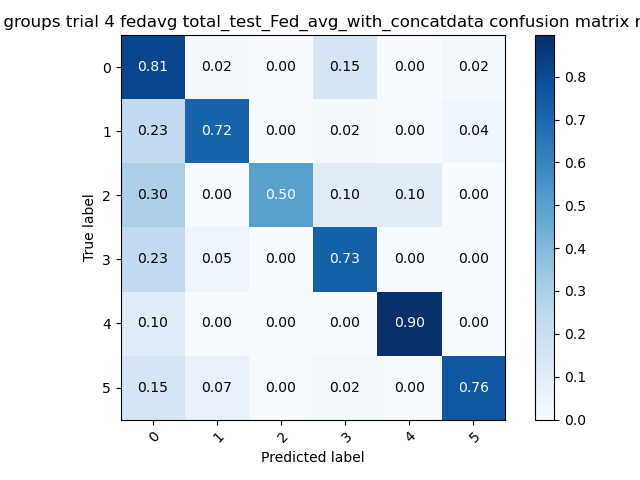 groups trial 4 fedavg total_test_Fed_avg_with_concatdata confusion matrix
0 0.81 0.02 0.00 0.15 0.00 0.02
1 0.23 0.72 0.00 0.02 0.00 0.04
2 0.30 0.00 0.50 0.10 0.10 0.00
3 0.23 0.05 0.00 0.73 0.00 0.00
4 0.10 0.00 0.00 0.00 0.90 0.00
5 0.15 0.07 0.00 0.02 0.00 0.76
True label
0 1 2 3 4 5
Predicted label
0.8
0.7
0.6
0.5
0.4
0.3
0.2
0.1
0.0